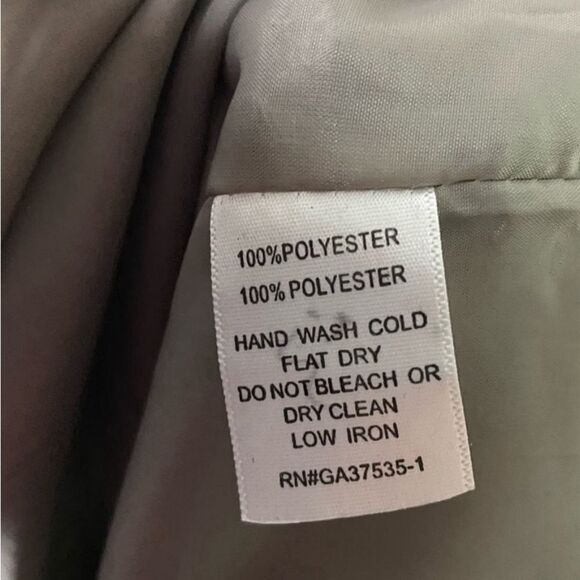 100%POLYESTER
100% POLYESTER
HAND WASH COLD
FLAT DRY
DO NOT BLEACH OR
DRY CLEAN
LOW IRON
RN#GA37535-1